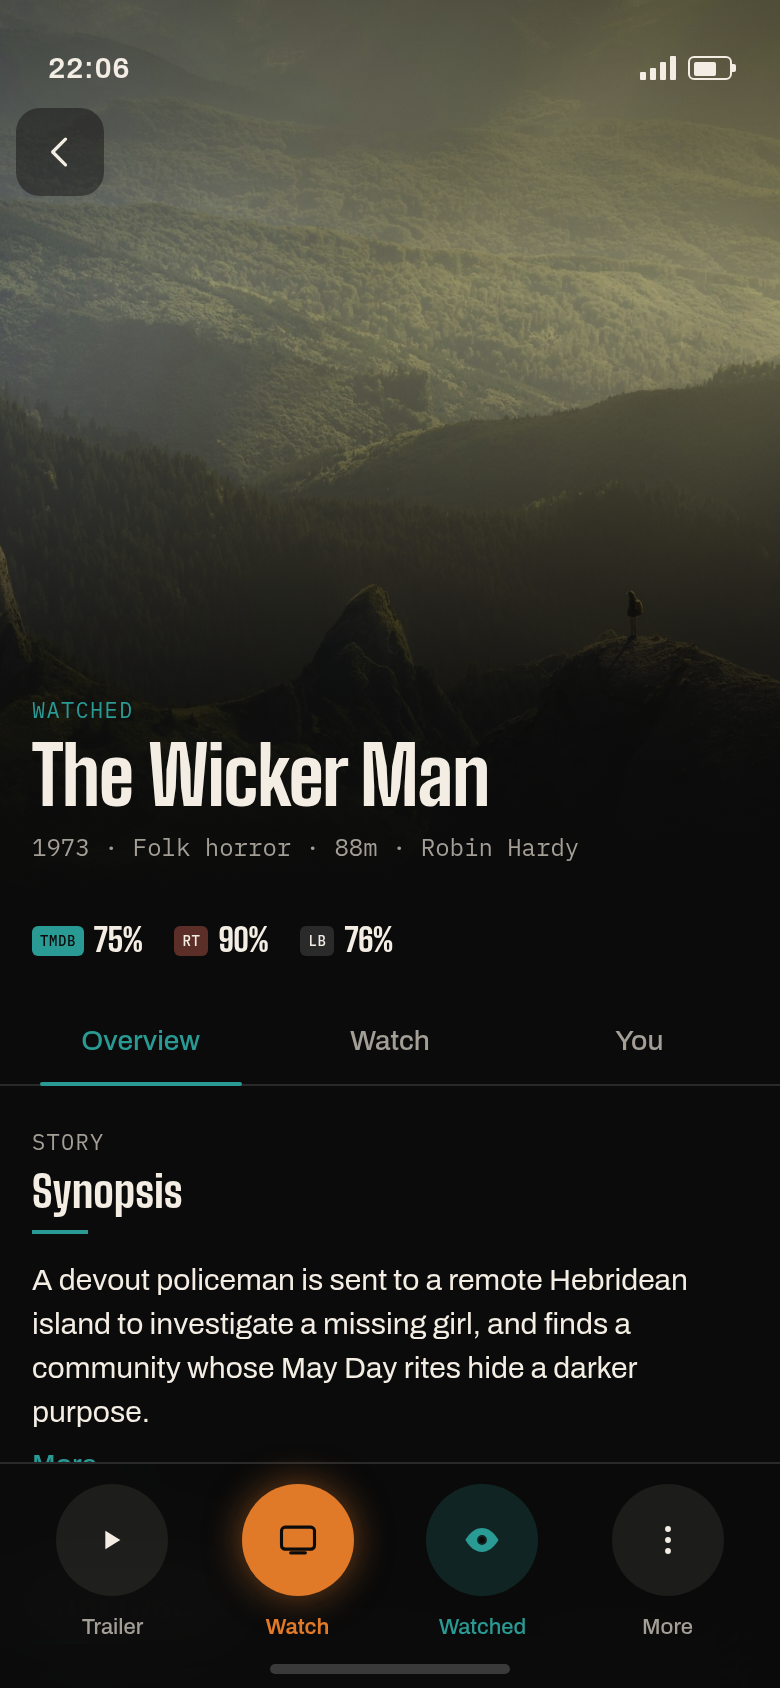 22:06
WATCHED
The Wicker Man
1973 · Folk horror · 88m · Robin Hardy
TMDB 75% RT 90% LB 76%
Overview Watch You
STORY
Synopsis
A devout policeman is sent to a remote Hebridean
island to investigate a missing girl, and finds a
community whose May Day rites hide a darker
purpose.
More
Trailer Watch Watched More